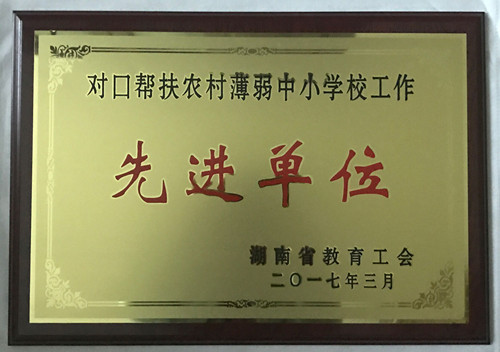 对口帮扶农村薄弱中小学校工作
先进单位
湖南省教育工会
二〇一七年三月